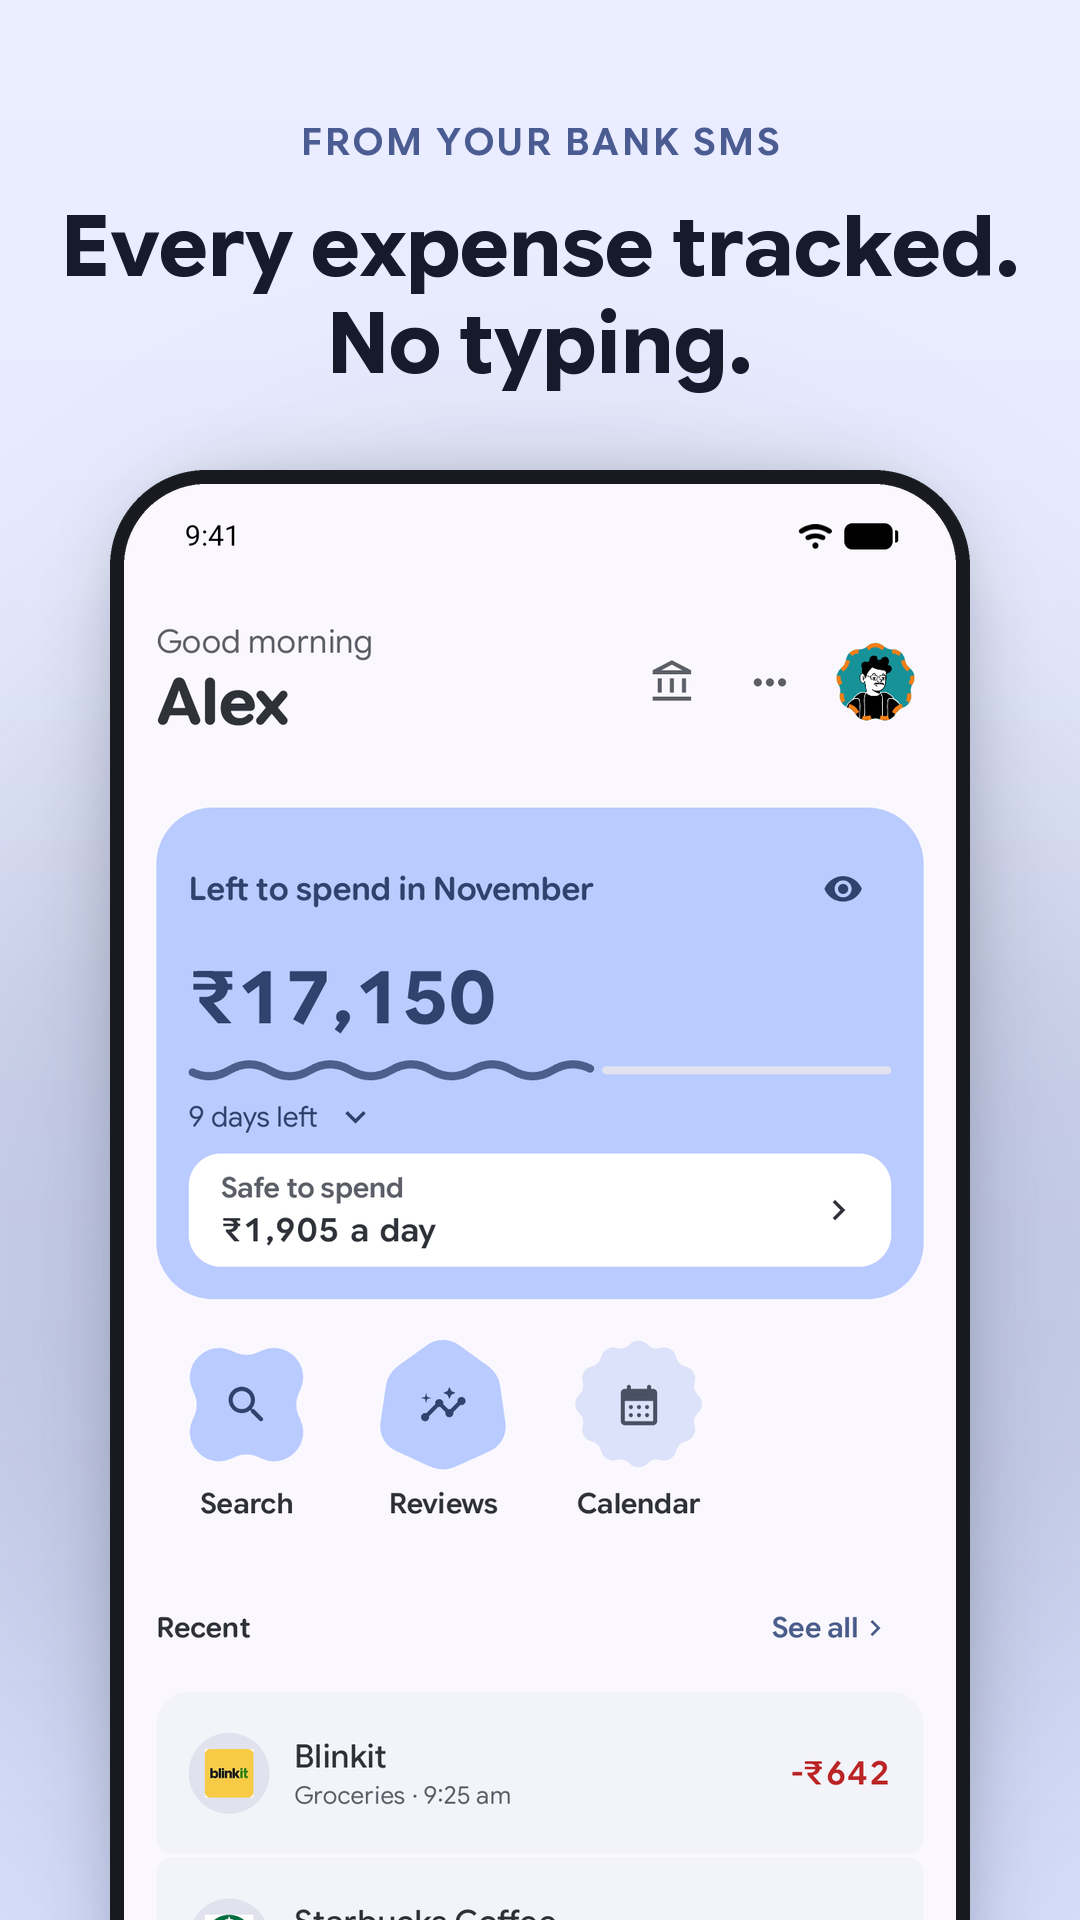 FROM YOUR BANK SMS
Every expense tracked.
No typing.
9:41
Good morning
Alex
Left to spend in November
₹17,150
9 days left
Safe to spend
₹1,905 a day
Search
Reviews
Calendar
Recent
See all
blinkit
Blinkit
-₹642
Groceries · 9:25 am
Starbucks Coffee